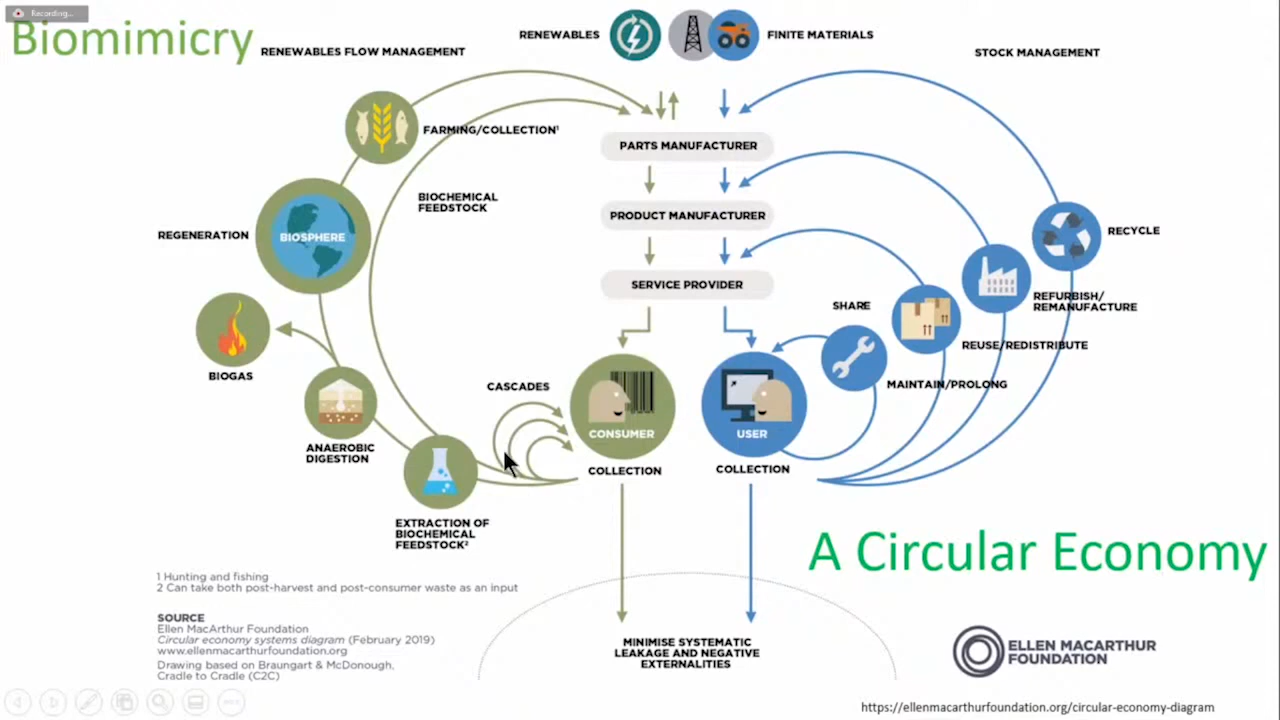 Recording...
Biomimicry
RENEWABLES FLOW MANAGEMENT
RENEWABLES
FINITE MATERIALS
STOCK MANAGEMENT
FARMING/COLLECTION¹
PARTS MANUFACTURER
BIOCHEMICAL
FEEDSTOCK
PRODUCT MANUFACTURER
REGENERATION
BIOSPHERE
RECYCLE
SERVICE PROVIDER
SHARE
REFURBISH/
REMANUFACTURE
REUSE/REDISTRIBUTE
BIOGAS
CASCADES
MAINTAIN/PROLONG
CONSUMER
USER
ANAEROBIC
DIGESTION
COLLECTION
COLLECTION
EXTRACTION OF
BIOCHEMICAL
FEEDSTOCK²
A Circular Economy
1 Hunting and fishing
2 Can take both post-harvest and post-consumer waste as an input
SOURCE
Ellen MacArthur Foundation
Circular economy systems diagram (February 2019)
www.ellenmacarthurfoundation.org
Drawing based on Braungart & McDonough,
Cradle to Cradle (C2C)
MINIMISE SYSTEMATIC
LEAKAGE AND NEGATIVE
EXTERNALITIES
ELLEN MACARTHUR
FOUNDATION
https://ellenmacarthurfoundation.org/circular-economy-diagram